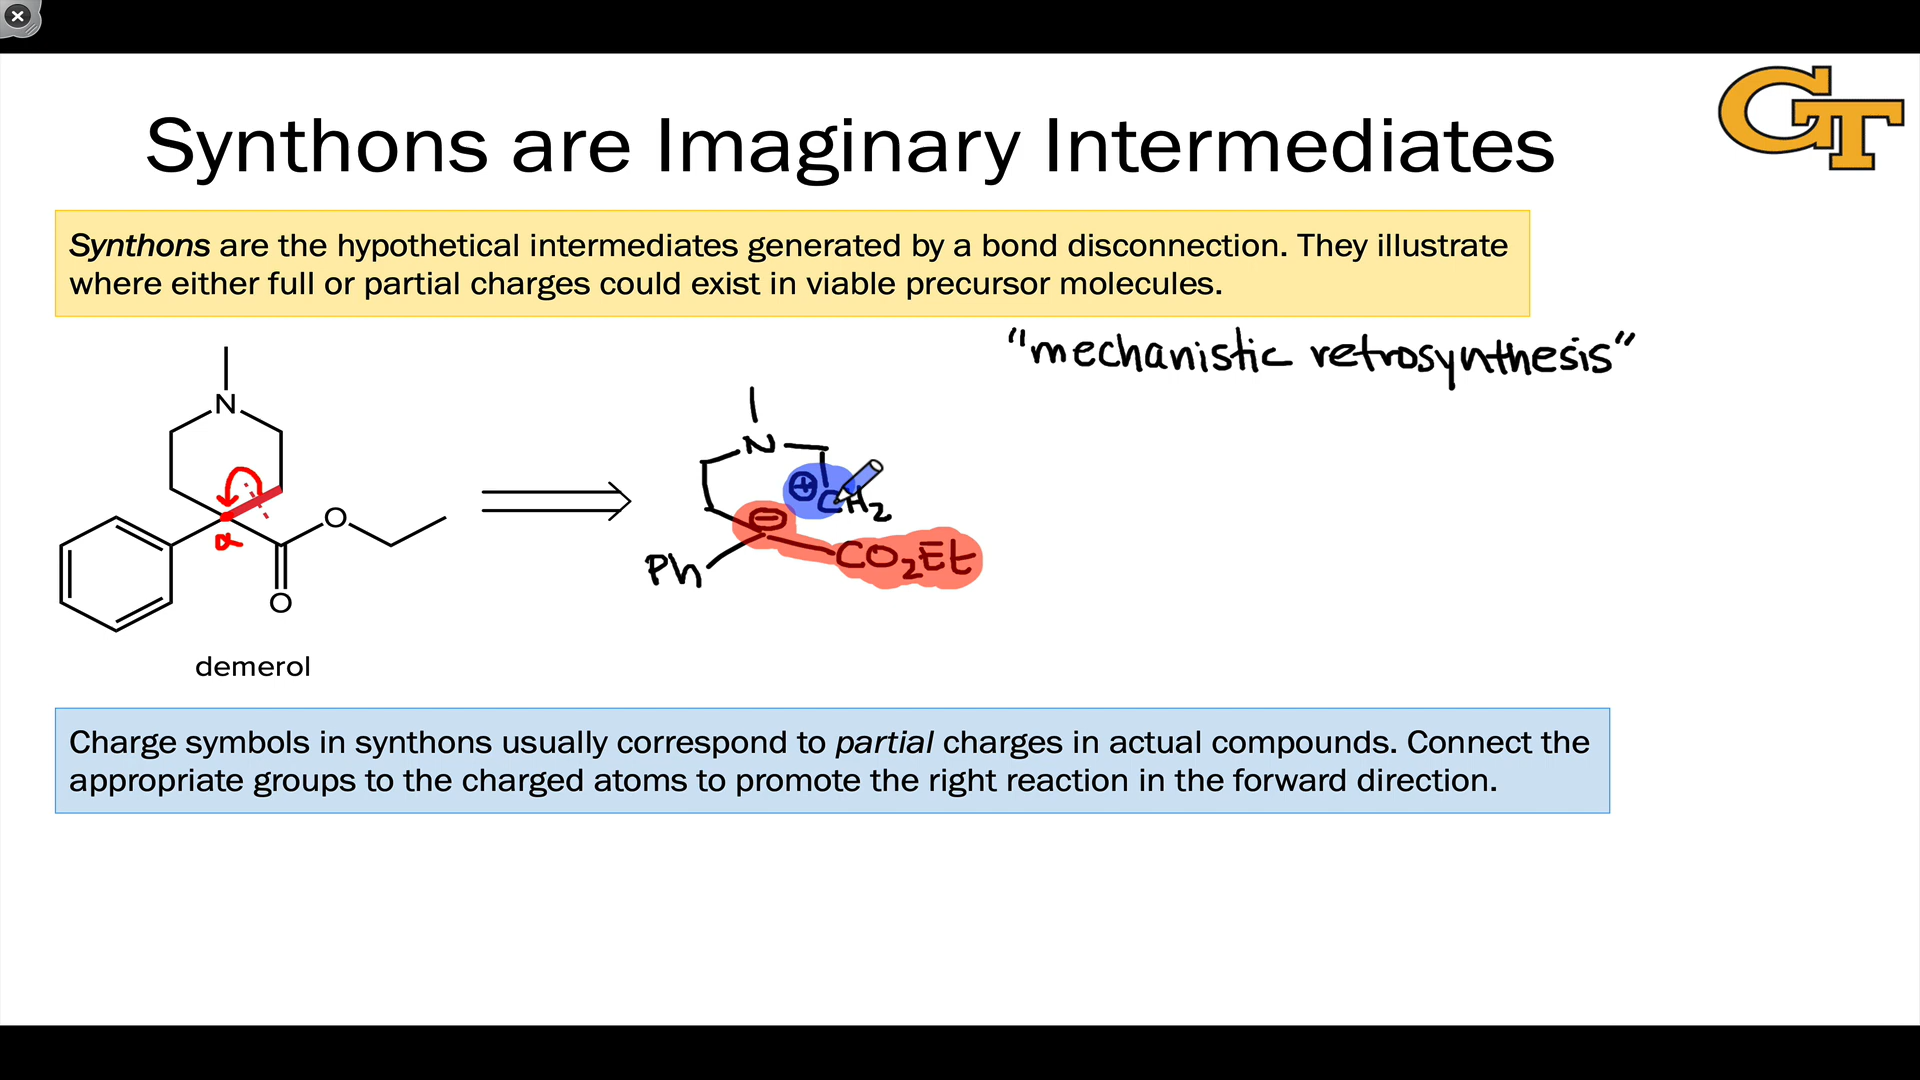 GT
Synthons are Imaginary Intermediates
Synthons are the hypothetical intermediates generated by a bond disconnection. They illustrate
where either full or partial charges could exist in viable precursor molecules.
"mechanistic retrosynthesis"
N
O
α
O
demerol
N
⊕
CH₂
⊖
Ph
CO₂Et
Charge symbols in synthons usually correspond to partial charges in actual compounds. Connect the
appropriate groups to the charged atoms to promote the right reaction in the forward direction.